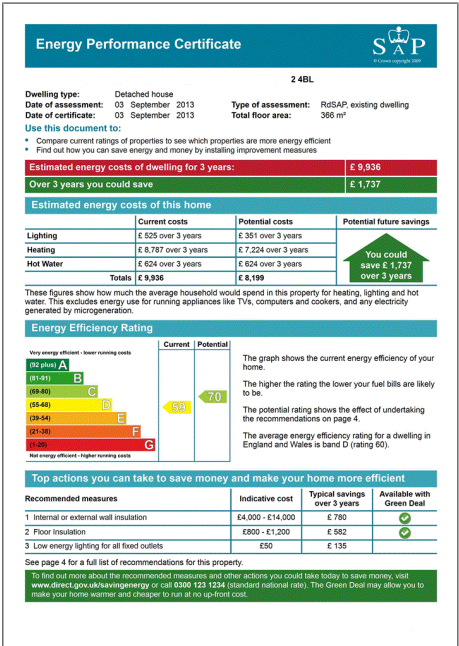 Energy Performance Certificate
SAP
© Crown copyright 2009
2 4BL
Dwelling type: Detached house
Date of assessment: 03 September 2013 Type of assessment: RdSAP, existing dwelling
Date of certificate: 03 September 2013 Total floor area: 366 m²
Use this document to:
• Compare current ratings of properties to see which properties are more energy efficient
• Find out how you can save energy and money by installing improvement measures
Estimated energy costs of dwelling for 3 years: £ 9,936
Over 3 years you could save £ 1,737
Estimated energy costs of this home
Current costs Potential costs Potential future savings
Lighting £ 525 over 3 years £ 351 over 3 years
Heating £ 8,787 over 3 years £ 7,224 over 3 years
Hot Water £ 624 over 3 years £ 624 over 3 years
Totals £ 9,936 £ 8,199
You could
save £ 1,737
over 3 years
These figures show how much the average household would spend in this property for heating, lighting and hot
water. This excludes energy use for running appliances like TVs, computers and cookers, and any electricity
generated by microgeneration.
Energy Efficiency Rating
Current Potential
Very energy efficient - lower running costs
(92 plus) A
(81-91) B
(69-80) C
(55-68) D
(39-54) E
(21-38) F
(1-20) G
Not energy efficient - higher running costs
59
70
The graph shows the current energy efficiency of your
home.
The higher the rating the lower your fuel bills are likely
to be.
The potential rating shows the effect of undertaking
the recommendations on page 4.
The average energy efficiency rating for a dwelling in
England and Wales is band D (rating 60).
Top actions you can take to save money and make your home more efficient
Recommended measures Indicative cost Typical savings over 3 years Available with Green Deal
1 Internal or external wall insulation £4,000 - £14,000 £ 780
2 Floor Insulation £800 - £1,200 £ 582
3 Low energy lighting for all fixed outlets £50 £ 135
See page 4 for a full list of recommendations for this property.
To find out more about the recommended measures and other actions you could take today to save money, visit
www.direct.gov.uk/savingenergy or call 0300 123 1234 (standard national rate). The Green Deal may allow you to
make your home warmer and cheaper to run at no up-front cost.